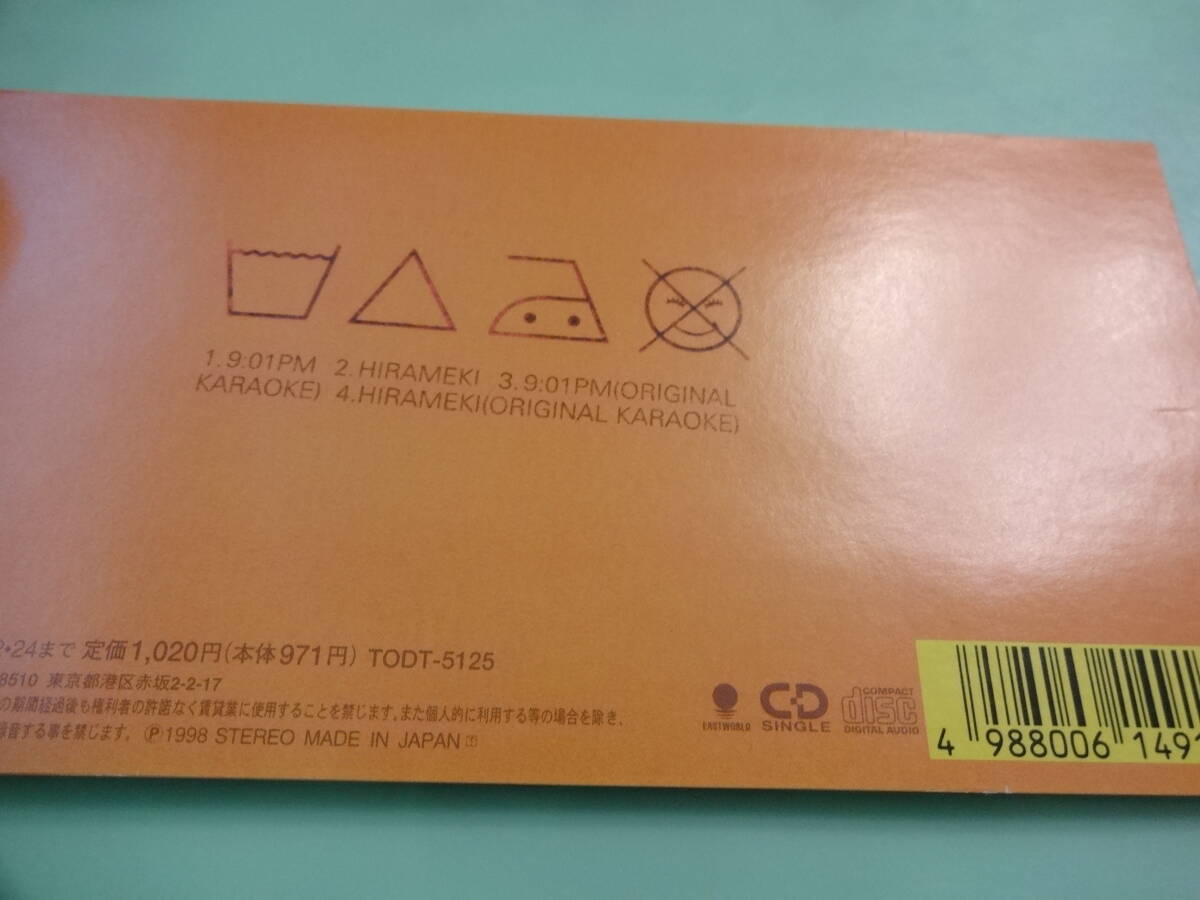 1. 9:01PM 2. HIRAMEKI 3. 9:01PM(ORIGINAL
KARAOKE) 4. HIRAMEKI(ORIGINAL KARAOKE)
2•24まで 定価1,020円(本体971円) TODT-5125
8510 東京都港区赤坂2-2-17
の期間経過後も権利者の許諾なく賃貸業に使用することを禁じます。また個人的に利用する等の場合を除き、
録音する事を禁じます。 Ⓟ1998 STEREO MADE IN JAPAN
EASTWORLD
CD
SINGLE
COMPACT
disc
DIGITAL AUDIO
4 988006 1491